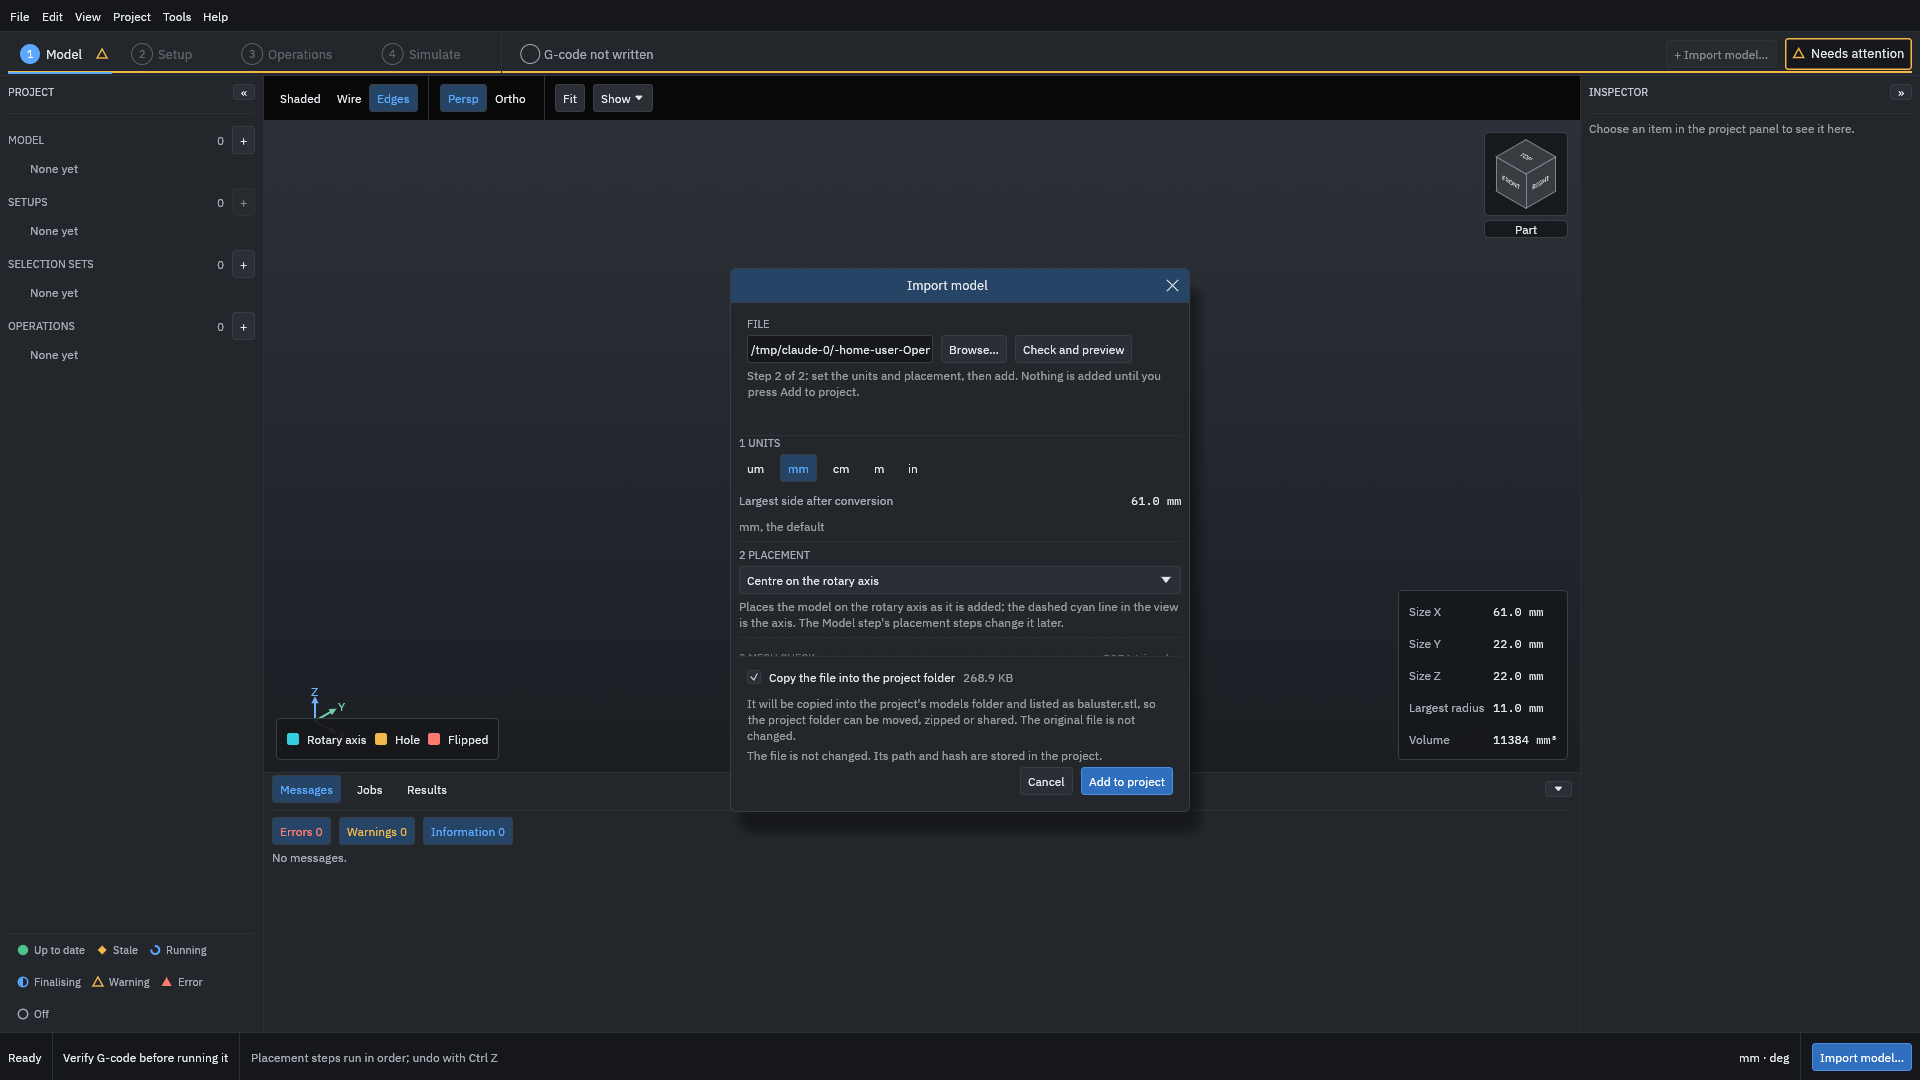 File Edit View Project Tools Help
1 Model 2 Setup 3 Operations 4 Simulate G-code not written + Import model... Needs attention
PROJECT «
Shaded Wire Edges Persp Ortho Fit Show
INSPECTOR »
Choose an item in the project panel to see it here.
MODEL 0 +
None yet
SETUPS 0 +
None yet
SELECTION SETS 0 +
None yet
OPERATIONS 0 +
None yet
TOP
FRONT RIGHT
Part
Import model
FILE
/tmp/claude-0/-home-user-Oper Browse... Check and preview
Step 2 of 2: set the units and placement, then add. Nothing is added until you
press Add to project.
1 UNITS
um mm cm m in
Largest side after conversion 61.0 mm
mm, the default
2 PLACEMENT
Centre on the rotary axis
Places the model on the rotary axis as it is added; the dashed cyan line in the view
is the axis. The Model step's placement steps change it later.
Copy the file into the project folder 268.9 KB
It will be copied into the project's models folder and listed as baluster.stl, so
the project folder can be moved, zipped or shared. The original file is not
changed.
The file is not changed. Its path and hash are stored in the project.
Cancel Add to project
Size X 61.0 mm
Size Y 22.0 mm
Size Z 22.0 mm
Largest radius 11.0 mm
Volume 11384 mm³
Z
Y
Rotary axis Hole Flipped
Messages Jobs Results
Errors 0 Warnings 0 Information 0
No messages.
Up to date Stale Running
Finalising Warning Error
Off
Ready Verify G-code before running it Placement steps run in order; undo with Ctrl Z mm · deg Import model...